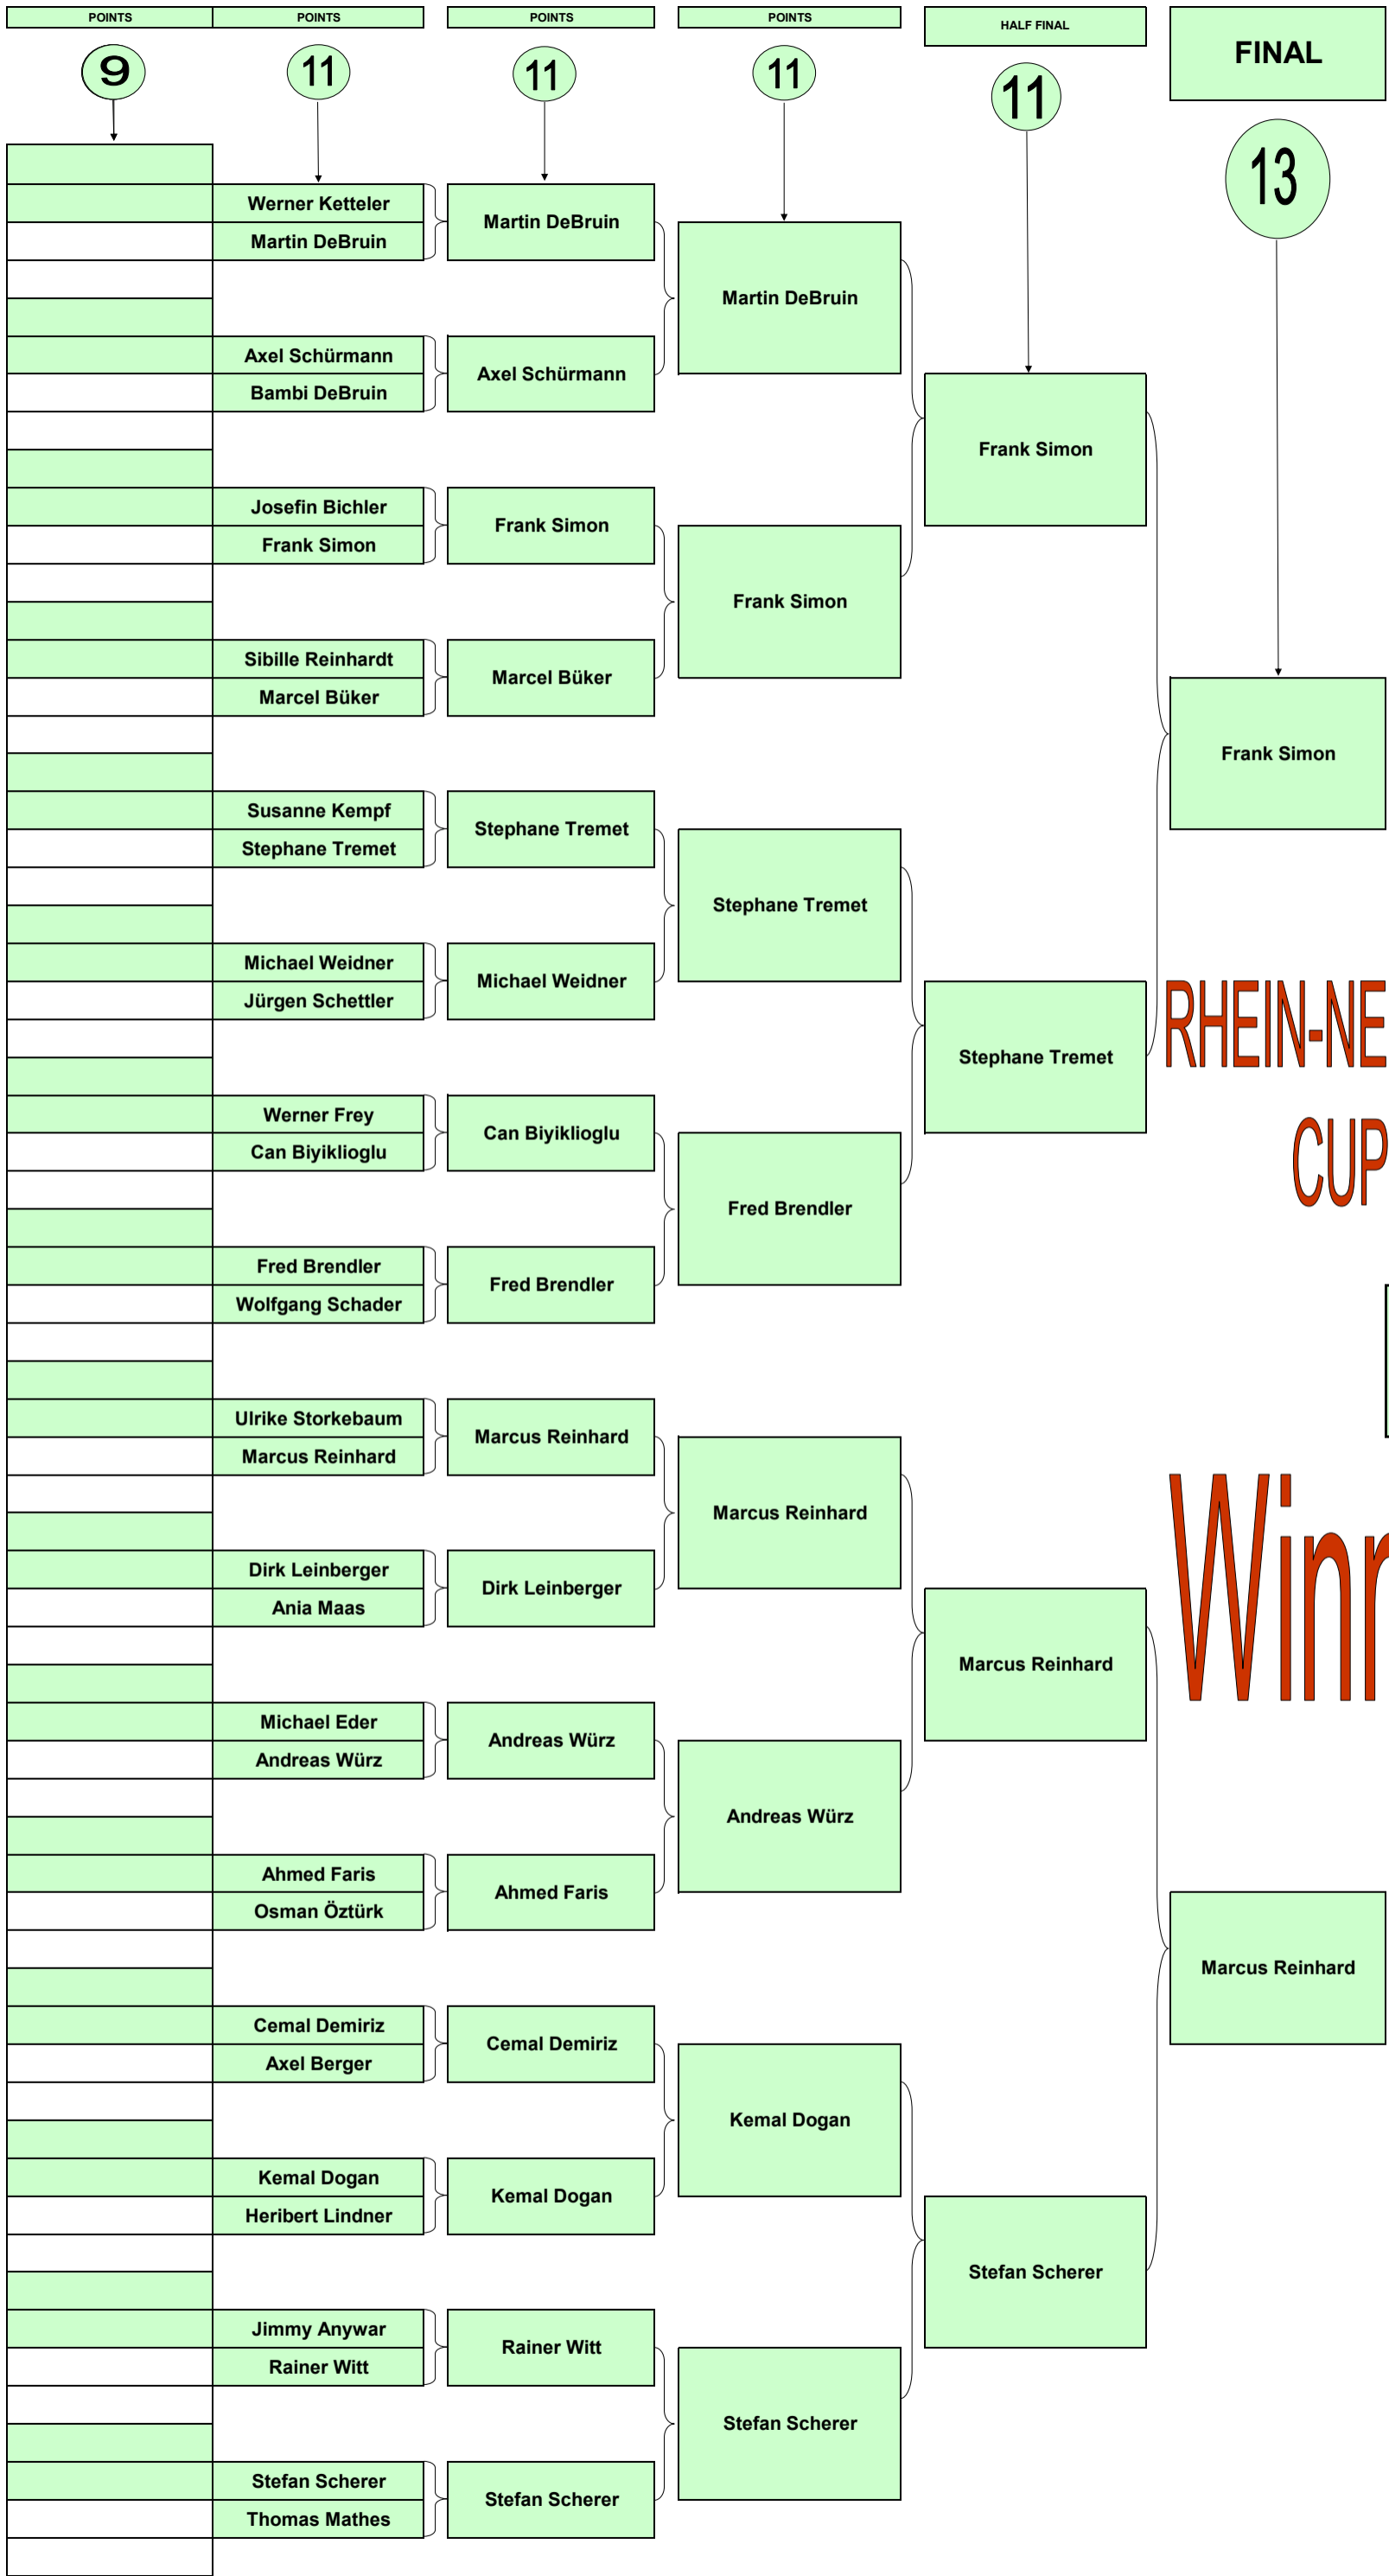 POINTS POINTS POINTS POINTS HALF FINAL FINAL
9 11 11 11 11 13
Werner Ketteler
Martin DeBruin
Martin DeBruin
Martin DeBruin
Axel Schürmann
Bambi DeBruin
Axel Schürmann
Frank Simon
Josefin Bichler
Frank Simon
Frank Simon
Frank Simon
Sibille Reinhardt
Marcel Büker
Marcel Büker
Frank Simon
Susanne Kempf
Stephane Tremet
Stephane Tremet
Stephane Tremet
Michael Weidner
Jürgen Schettler
Michael Weidner
Stephane Tremet
RHEIN-NE
CUP
Werner Frey
Can Biyiklioglu
Can Biyiklioglu
Fred Brendler
Fred Brendler
Wolfgang Schader
Fred Brendler
Ulrike Storkebaum
Marcus Reinhard
Marcus Reinhard
Marcus Reinhard
Dirk Leinberger
Ania Maas
Dirk Leinberger
Marcus Reinhard
Michael Eder
Andreas Würz
Andreas Würz
Andreas Würz
Ahmed Faris
Osman Öztürk
Ahmed Faris
Marcus Reinhard
Cemal Demiriz
Axel Berger
Cemal Demiriz
Kemal Dogan
Kemal Dogan
Heribert Lindner
Kemal Dogan
Stefan Scherer
Jimmy Anywar
Rainer Witt
Rainer Witt
Stefan Scherer
Stefan Scherer
Thomas Mathes
Stefan Scherer